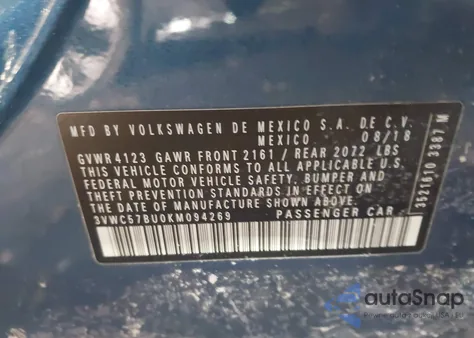 MFD BY VOLKSWAGEN DE MEXICO S.A. DE C.V.
MEXICO 08/18
GVWR 4123 GAWR FRONT 2161 / REAR 2072 LBS
THIS VEHICLE CONFORMS TO ALL APPLICABLE
FEDERAL MOTOR VEHICLE SAFETY, BUMPER AND
THEFT PREVENTION STANDARDS IN EFFECT ON THE
DATE OF MANUFACTURE SHOWN ABOVE.
3VWC57BU0KM094269 PASSENGER CAR
3521810 3367 M
autoSnap